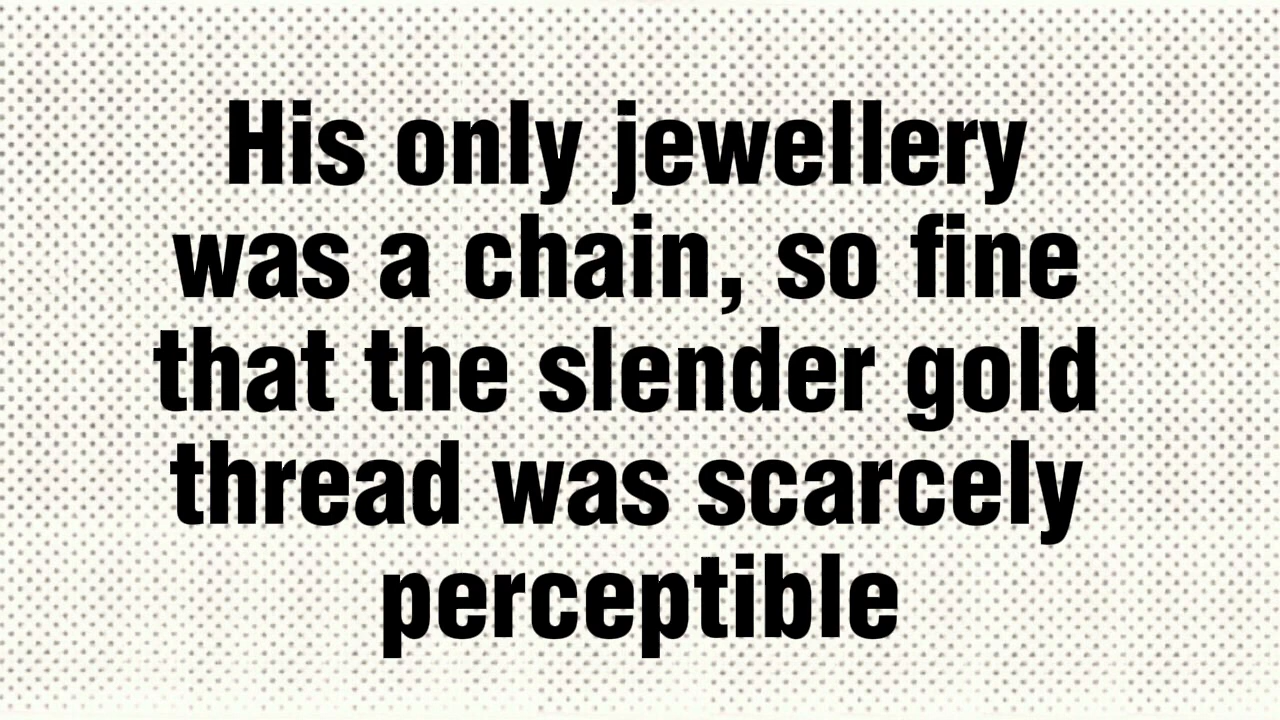 His only jewellery
was a chain, so fine
that the slender gold
thread was scarcely
perceptible